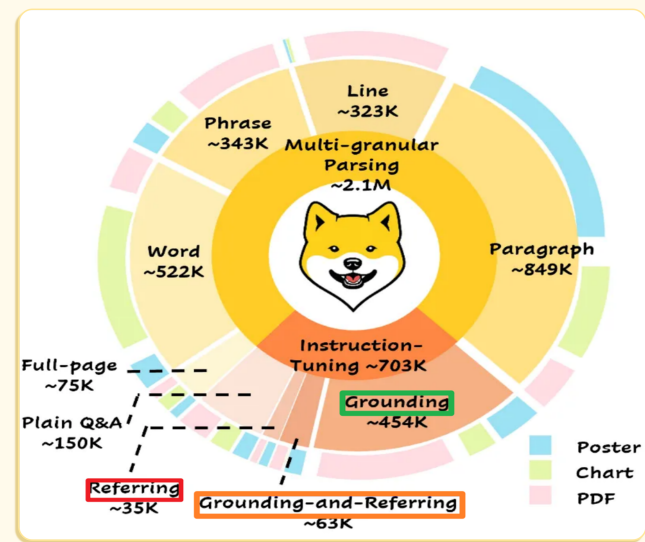 Line
~323K
Phrase
~343K
Multi-granular
Parsing
~2.1M
Word
~522K
Paragraph
~849K
Instruction-
Tuning ~703K
Full-page
~75K
Grounding
~454K
Plain Q&A
~150K
Referring
~35K
Grounding-and-Referring
~63K
Poster
Chart
PDF